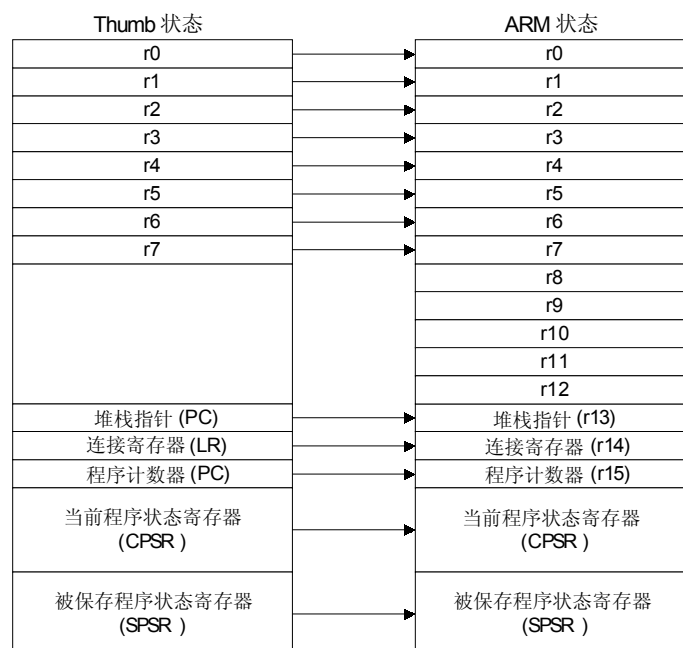 Thumb 状态
r0
r1
r2
r3
r4
r5
r6
r7
堆栈指针 (PC)
连接寄存器 (LR)
程序计数器 (PC)
当前程序状态寄存器
(CPSR )
被保存程序状态寄存器
(SPSR )
ARM 状态
r0
r1
r2
r3
r4
r5
r6
r7
r8
r9
r10
r11
r12
堆栈指针 (r13)
连接寄存器 (r14)
程序计数器 (r15)
当前程序状态寄存器
(CPSR )
被保存程序状态寄存器
(SPSR )